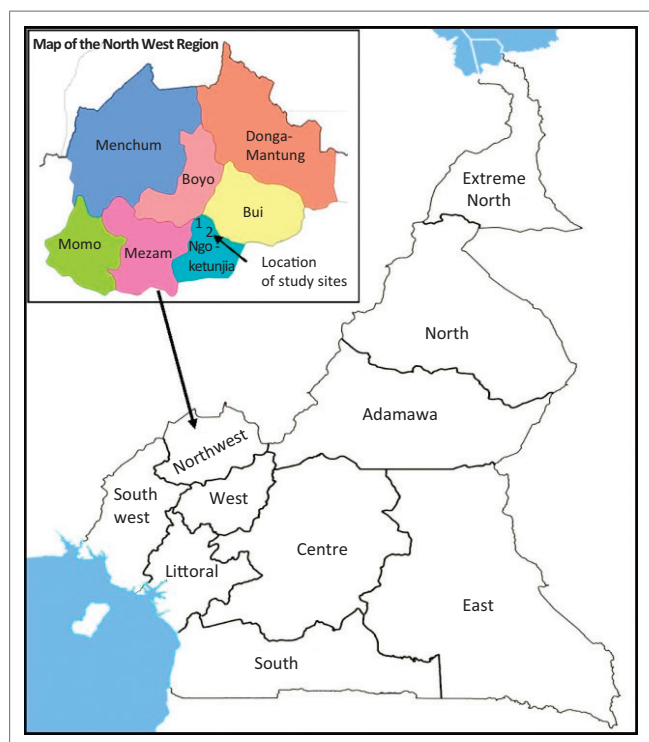 Map of the North West Region
Menchum
Donga-
Mantung
Boyo
Bui
Momo
Mezam
1
2
Ngo -
ketunjia
Location
of study sites
Extreme
North
North
Adamawa
Northwest
South
west
West
Littoral
Centre
East
South